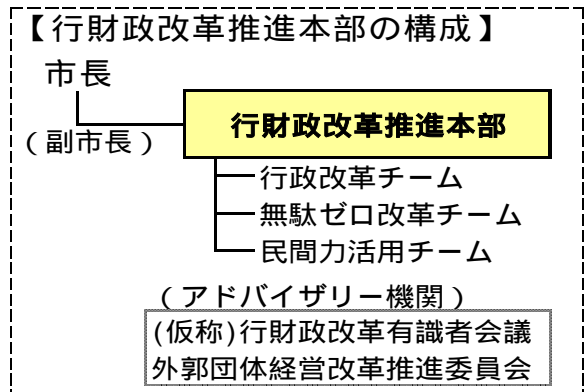 【行財政改革推進本部の構成】
市長
行財政改革推進本部
(副市長)
行政改革チーム
無駄ゼロ改革チーム
民間力活用チーム
(アドバイザリー機関)
(仮称)行財政改革有識者会議
外郭団体経営改革推進委員会